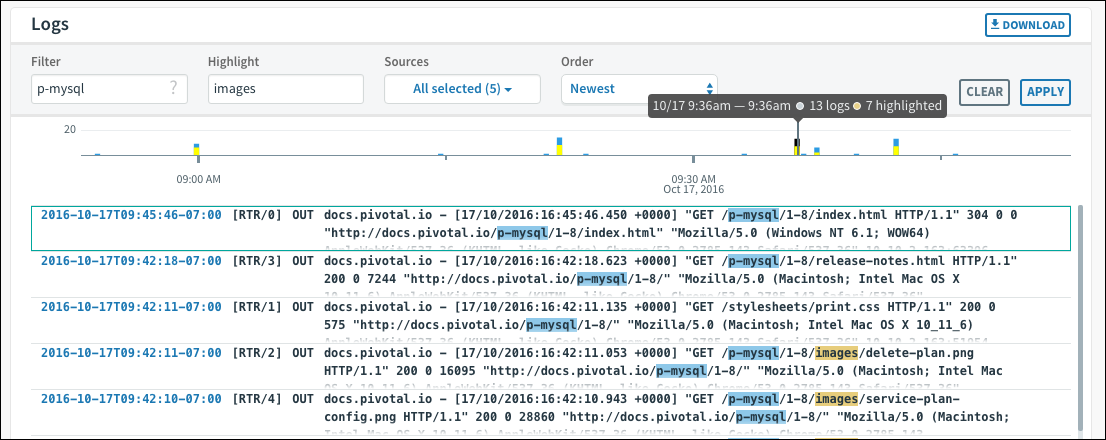 Logs
DOWNLOAD
Filter
Highlight
Sources
Order
p-mysql
?
images
All selected (5)
Newest
CLEAR
APPLY
10/17 9:36am — 9:36am 13 logs 7 highlighted
20
09:00 AM
09:30 AM
Oct 17, 2016
2016-10-17T09:45:46-07:00 [RTR/0] OUT docs.pivotal.io - [17/10/2016:16:45:46.450 +0000] "GET /p-mysql/1-8/index.html HTTP/1.1" 304 0 0
"http://docs.pivotal.io/p-mysql/1-8/index.html" "Mozilla/5.0 (Windows NT 6.1; WOW64)
2016-10-17T09:42:18-07:00 [RTR/3] OUT docs.pivotal.io - [17/10/2016:16:42:18.623 +0000] "GET /p-mysql/1-8/release-notes.html HTTP/1.1"
200 0 7244 "http://docs.pivotal.io/p-mysql/1-8/" "Mozilla/5.0 (Macintosh; Intel Mac OS X
2016-10-17T09:42:11-07:00 [RTR/1] OUT docs.pivotal.io - [17/10/2016:16:42:11.135 +0000] "GET /stylesheets/print.css HTTP/1.1" 200 0
575 "http://docs.pivotal.io/p-mysql/1-8/" "Mozilla/5.0 (Macintosh; Intel Mac OS X 10_11_6)
2016-10-17T09:42:11-07:00 [RTR/2] OUT docs.pivotal.io - [17/10/2016:16:42:11.053 +0000] "GET /p-mysql/1-8/images/delete-plan.png
HTTP/1.1" 200 0 16095 "http://docs.pivotal.io/p-mysql/1-8/" "Mozilla/5.0 (Macintosh; Intel Mac
2016-10-17T09:42:10-07:00 [RTR/4] OUT docs.pivotal.io - [17/10/2016:16:42:10.943 +0000] "GET /p-mysql/1-8/images/service-plan-
config.png HTTP/1.1" 200 0 28860 "http://docs.pivotal.io/p-mysql/1-8/" "Mozilla/5.0 (Macintosh;